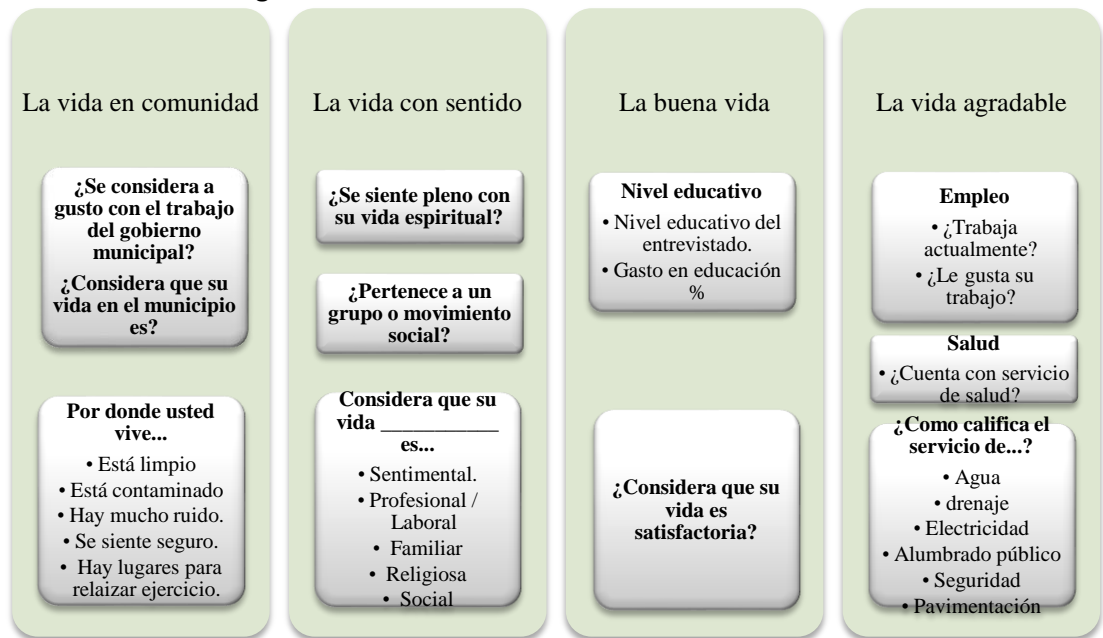 La vida en comunidad
¿Se considera a
gusto con el trabajo
del gobierno
municipal?
¿Considera que su
vida en el municipio
es?
Por donde usted
vive...
• Está limpio
• Está contaminado
• Hay mucho ruido.
• Se siente seguro.
• Hay lugares para
relaizar ejercicio.
La vida con sentido
¿Se siente pleno con
su vida espiritual?
¿Pertenece a un
grupo o movimiento
social?
Considera que su
vida ___________
es...
• Sentimental.
• Profesional /
Laboral
• Familiar
• Religiosa
• Social
La buena vida
Nivel educativo
• Nivel educativo del
entrevistado.
• Gasto en educación
%
¿Considera que su
vida es
satisfactoria?
La vida agradable
Empleo
• ¿Trabaja
actualmente?
• ¿Le gusta su
trabajo?
Salud
• ¿Cuenta con servicio
de salud?
¿Como califica el
servicio de...?
• Agua
• drenaje
• Electricidad
• Alumbrado público
• Seguridad
• Pavimentación